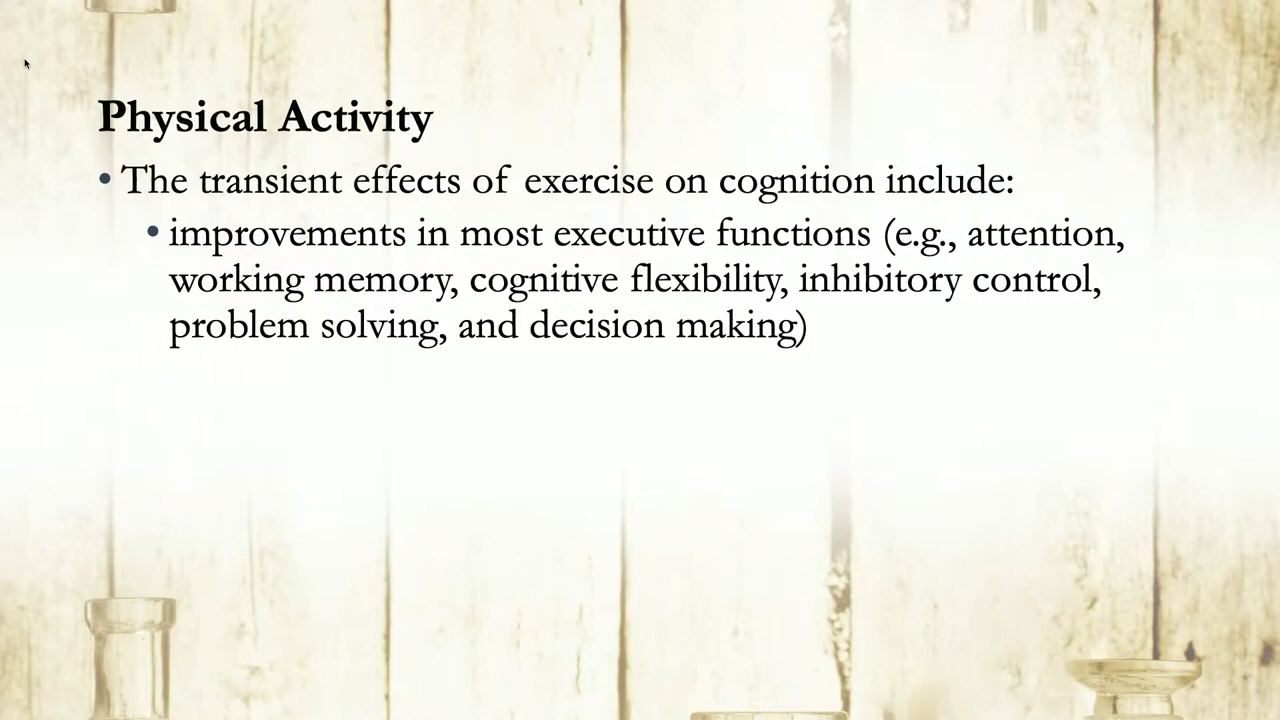 Physical Activity
• The transient effects of exercise on cognition include:
• improvements in most executive functions (e.g., attention,
working memory, cognitive flexibility, inhibitory control,
problem solving, and decision making)